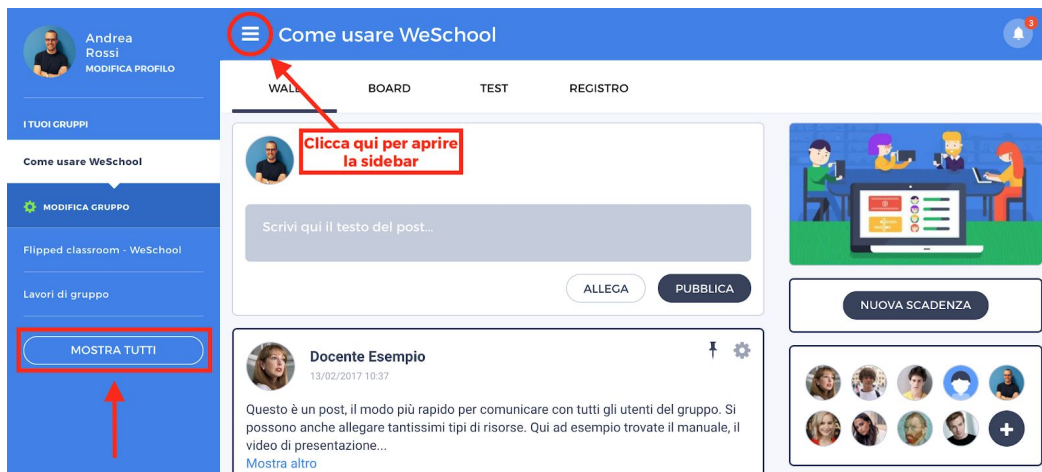 Andrea
Rossi
MODIFICA PROFILO
I TUOI GRUPPI
Come usare WeSchool
MODIFICA GRUPPO
Flipped classroom - WeSchool
Lavori di gruppo
MOSTRA TUTTI
Come usare WeSchool
3
WALL
BOARD
TEST
REGISTRO
Clicca qui per aprire
la sidebar
Scrivi qui il testo del post...
ALLEGA
PUBBLICA
Docente Esempio
13/02/2017 10:37
Questo è un post, il modo più rapido per comunicare con tutti gli utenti del gruppo. Si
possono anche allegare tantissimi tipi di risorse. Qui ad esempio trovate il manuale, il
video di presentazione...
Mostra altro
NUOVA SCADENZA